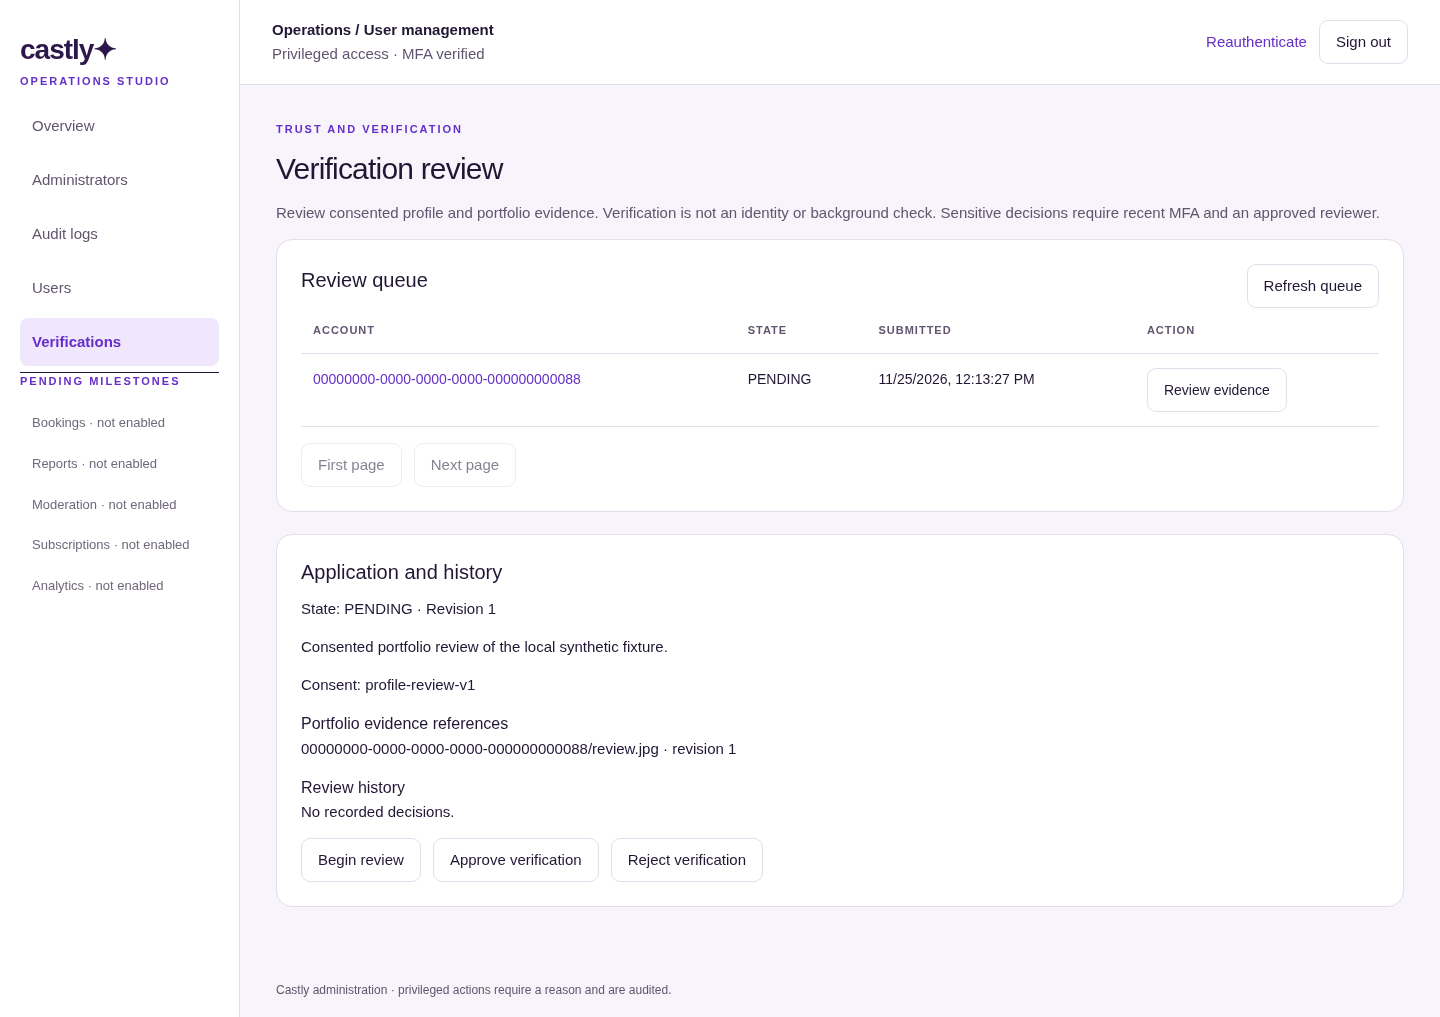 castly✦
OPERATIONS STUDIO
Overview
Administrators
Audit logs
Users
Verifications
PENDING MILESTONES
Bookings · not enabled
Reports · not enabled
Moderation · not enabled
Subscriptions · not enabled
Analytics · not enabled
Operations / User management
Privileged access · MFA verified
Reauthenticate
Sign out
TRUST AND VERIFICATION
Verification review
Review consented profile and portfolio evidence. Verification is not an identity or background check. Sensitive decisions require recent MFA and an approved reviewer.
Review queue
Refresh queue
ACCOUNT STATE SUBMITTED ACTION
00000000-0000-0000-0000-000000000088 PENDING 11/25/2026, 12:13:27 PM Review evidence
First page Next page
Application and history
State: PENDING · Revision 1
Consented portfolio review of the local synthetic fixture.
Consent: profile-review-v1
Portfolio evidence references
00000000-0000-0000-0000-000000000088/review.jpg · revision 1
Review history
No recorded decisions.
Begin review Approve verification Reject verification
Castly administration · privileged actions require a reason and are audited.